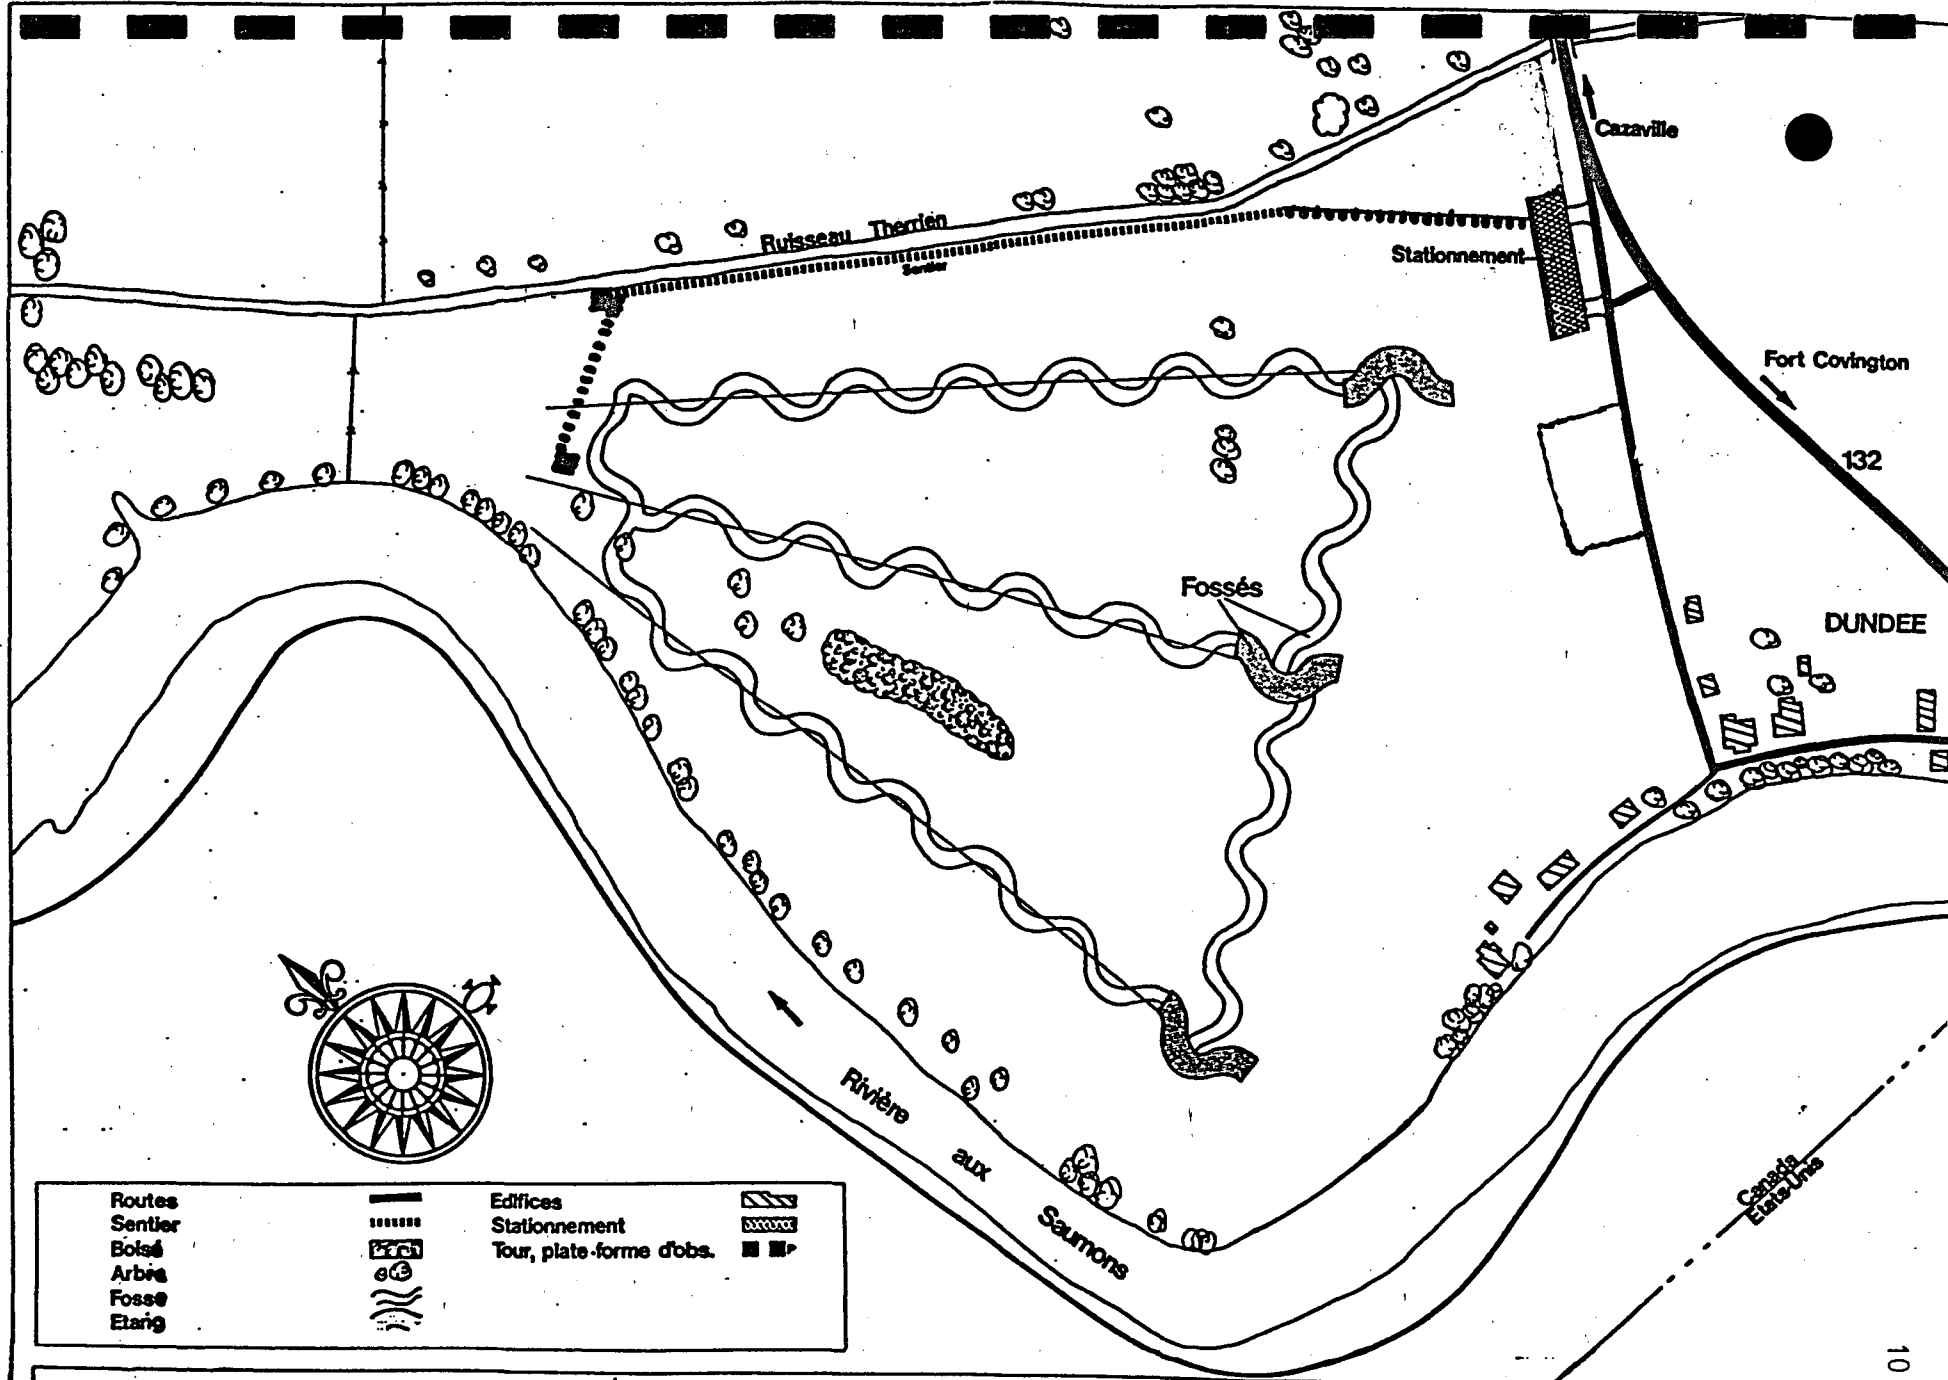 Cazaville
Ruisseau Therrien
Sentier
Stationnement
Fort Covington
132
Fossés
DUNDEE
Rivière
aux
Saumons
Canada
Etats-Unis
Routes
Sentier
Boisé
Arbre
Fosse
Etang
Edifices
Stationnement
Tour, plate-forme d'obs.
P
10